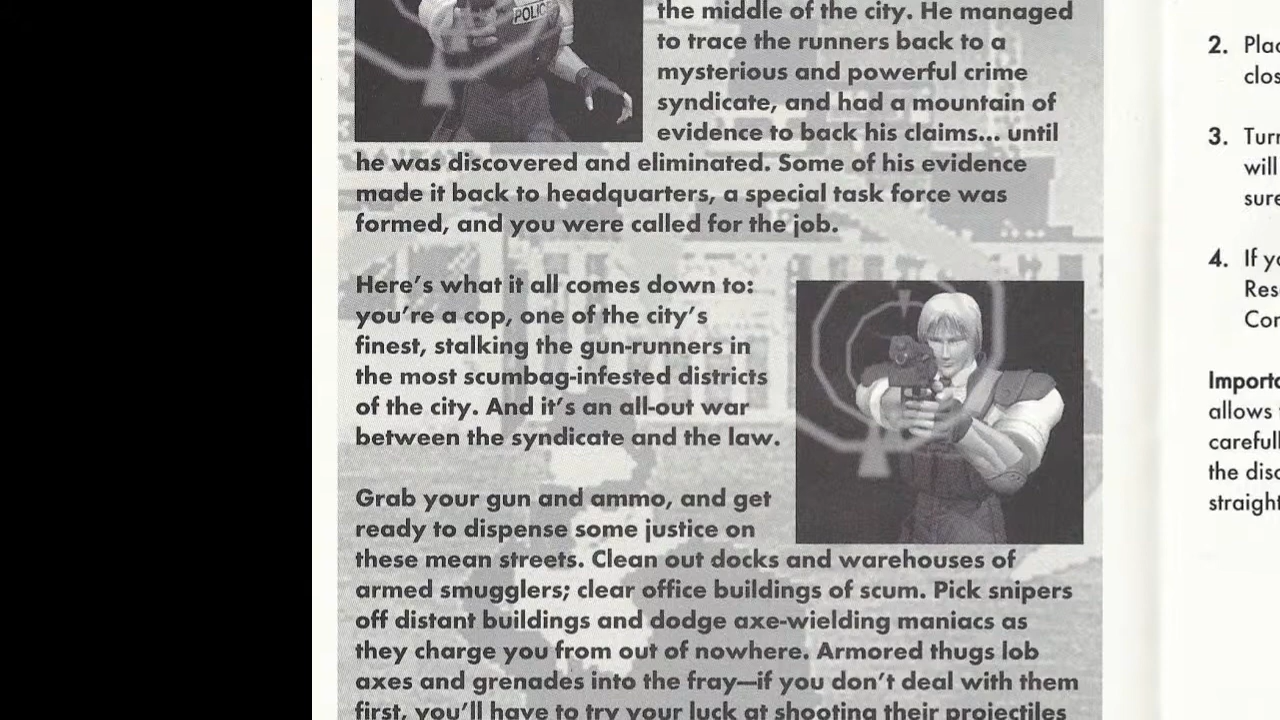 POLICE
the middle of the city. He managed
to trace the runners back to a
mysterious and powerful crime
syndicate, and had a mountain of
evidence to back his claims... until
he was discovered and eliminated. Some of his evidence
made it back to headquarters, a special task force was
formed, and you were called for the job.
Here's what it all comes down to:
you're a cop, one of the city's
finest, stalking the gun-runners in
the most scumbag-infested districts
of the city. And it's an all-out war
between the syndicate and the law.
Grab your gun and ammo, and get
ready to dispense some justice on
these mean streets. Clean out docks and warehouses of
armed smugglers; clear office buildings of scum. Pick snipers
off distant buildings and dodge axe-wielding maniacs as
they charge you from out of nowhere. Armored thugs lob
axes and grenades into the fray—if you don't deal with them
first, you'll have to try your luck at shooting their projectiles
2.
3.
will
4. If
allows
the